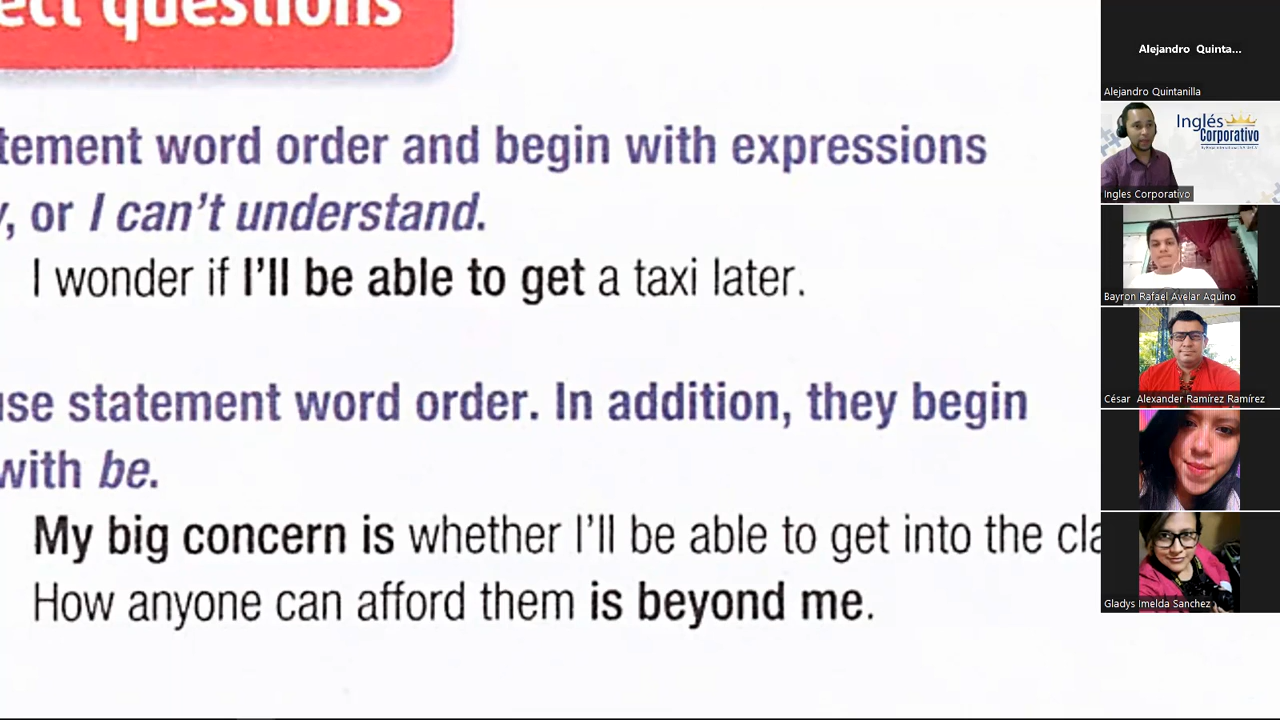 ect questions
tement word order and begin with expressions
y, or I can't understand.
I wonder if I'll be able to get a taxi later.
use statement word order. In addition, they begin
with be.
My big concern is whether I'll be able to get into the cla
How anyone can afford them is beyond me.
Alejandro Quinta...
Alejandro Quintanilla
Inglés
Corporativo
Ingles Corporativo
Bayron Rafael Avelar Aquino
César Alexander Ramírez Ramírez
Gladys Imelda Sanchez